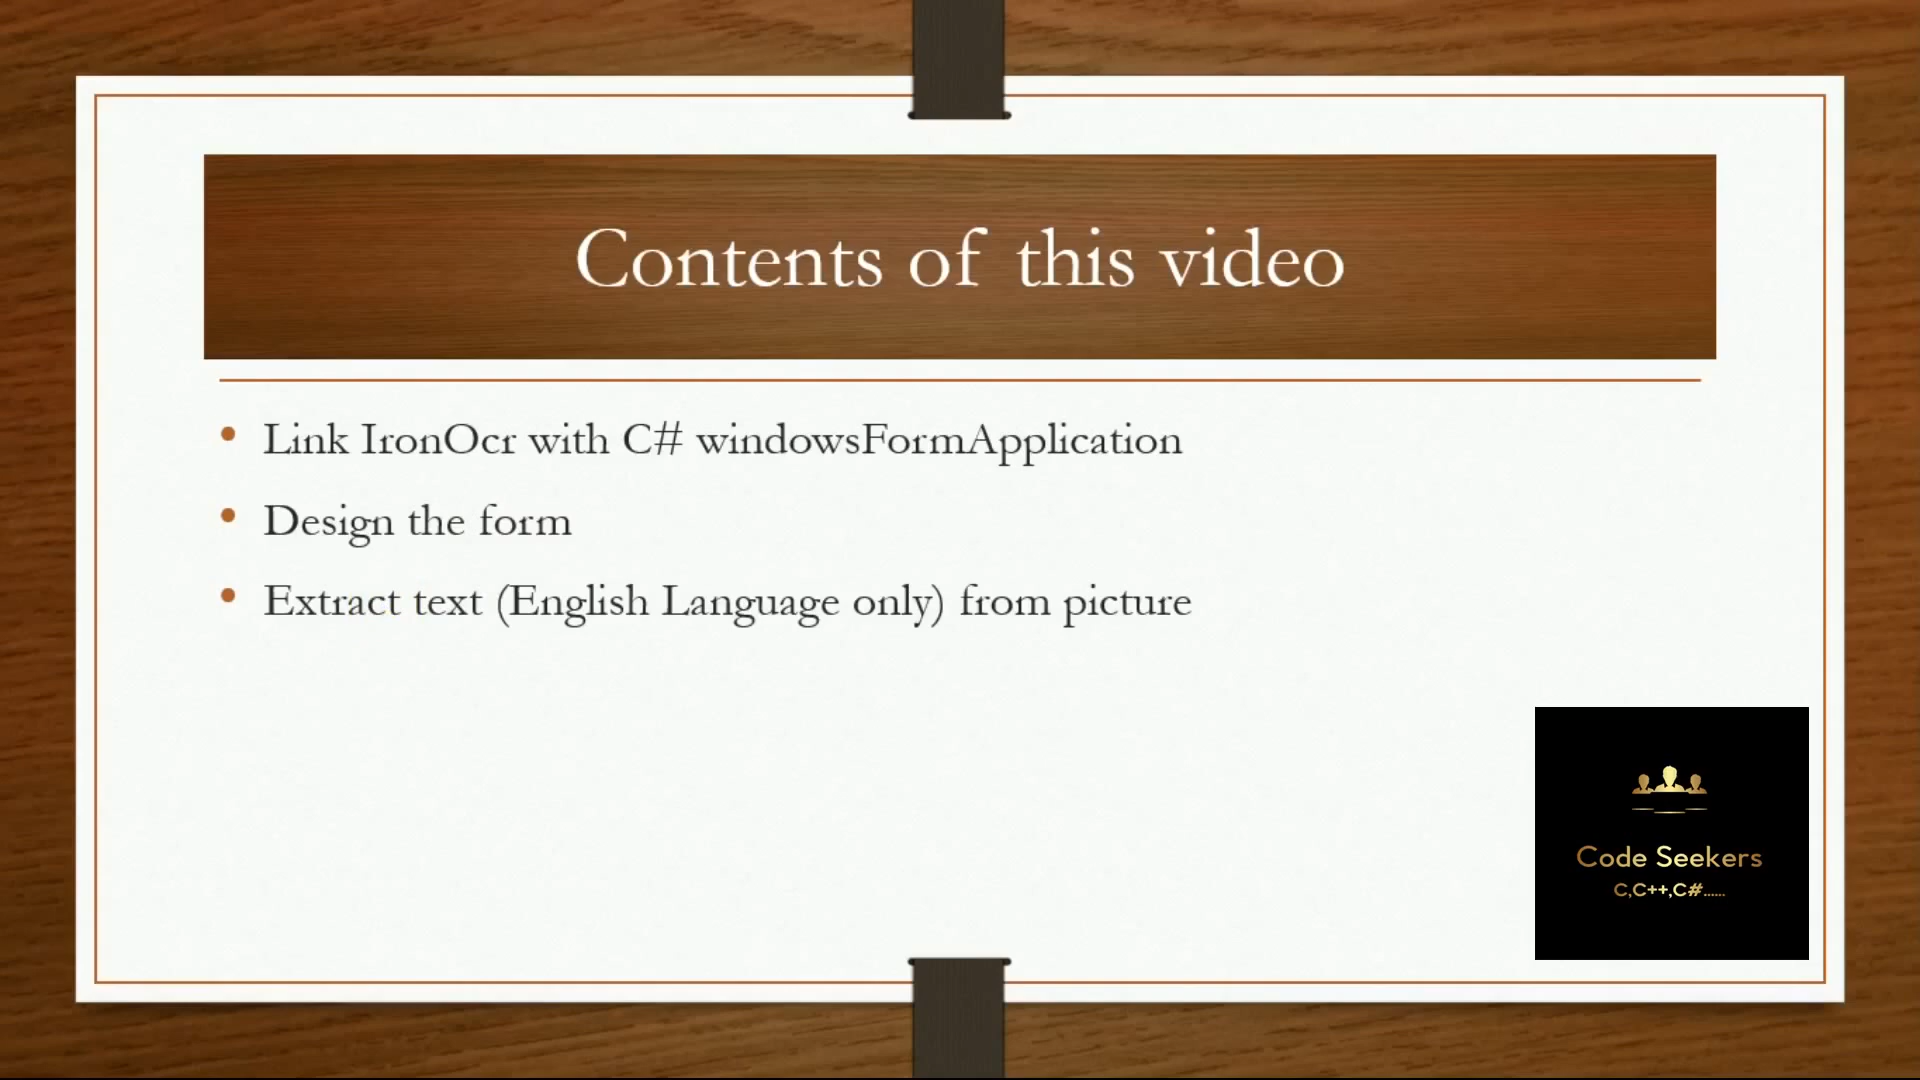 Contents of this video
Link IronOcr with C# windowsFormApplication
Design the form
Extract text (English Language only) from picture
Code Seekers
C,C++,C#......